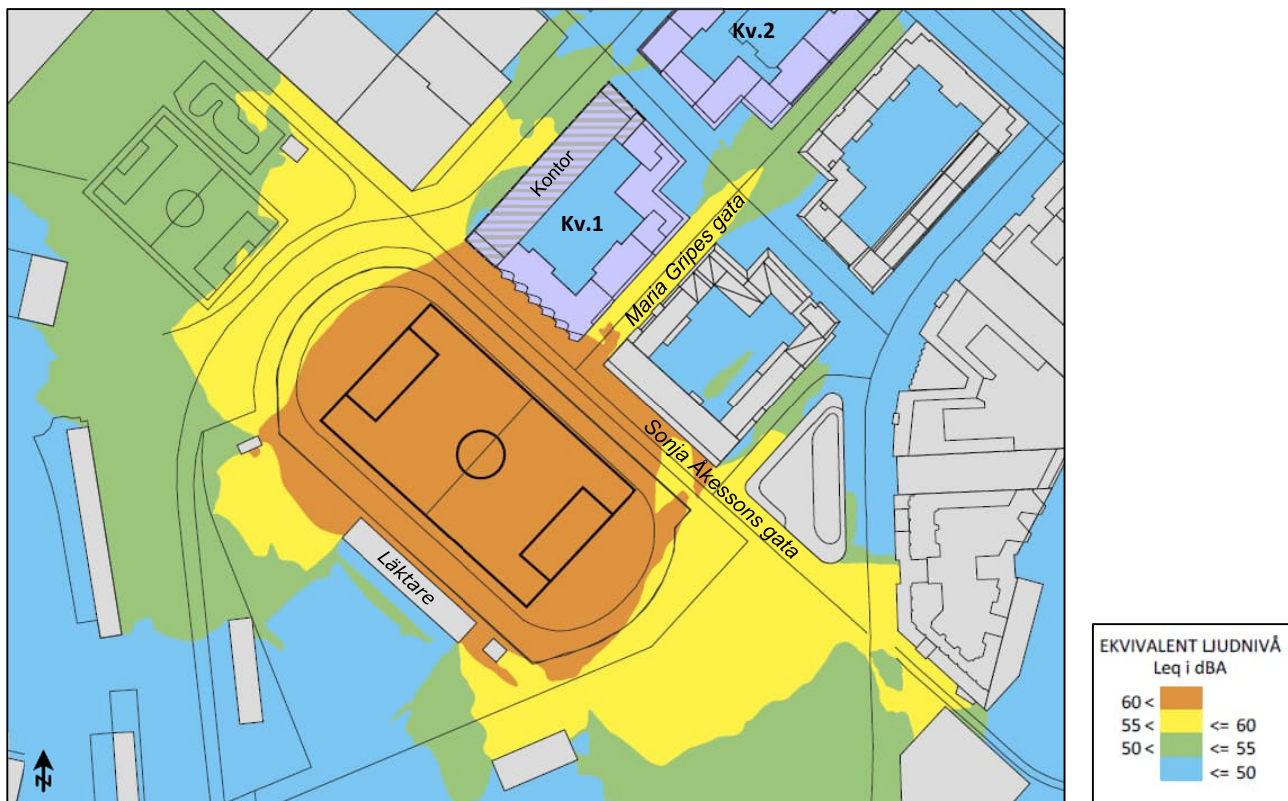 Kv.2
Kontor
Kv.1
Maria Gripes gata
Sonja Åkessons gata
Läktare
N
EKVIVALENT LJUDNIVÅ
Leq i dBA
60 <
55 < <= 60
50 < <= 55
<= 50